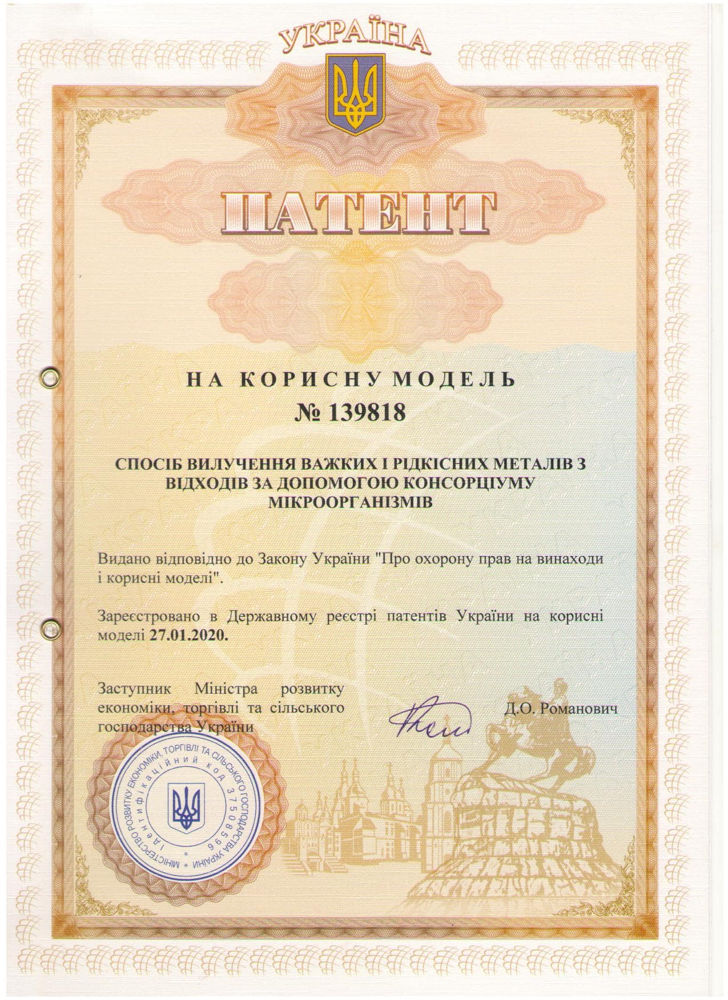 УКРАЇНА
ПАТЕНТ
НА КОРИСНУ МОДЕЛЬ
№ 139818
СПОСІБ ВИЛУЧЕННЯ ВАЖКИХ І РІДКІСНИХ МЕТАЛІВ З
ВІДХОДІВ ЗА ДОПОМОГОЮ КОНСОРЦІУМУ
МІКРООРГАНІЗМІВ
Видано відповідно до Закону України "Про охорону прав на винаходи
і корисні моделі".
Зареєстровано в Державному реєстрі патентів України на корисні
моделі 27.01.2020.
Заступник Міністра розвитку
економіки, торгівлі та сільського
господарства України
Д.О. Романович
МІНІСТЕРСТВО РОЗВИТКУ ЕКОНОМІКИ, ТОРГІВЛІ ТА СІЛЬСЬКОГО ГОСПОДАРСТВА УКРАЇНИ *
Ідентифікаційний код 37508596 *